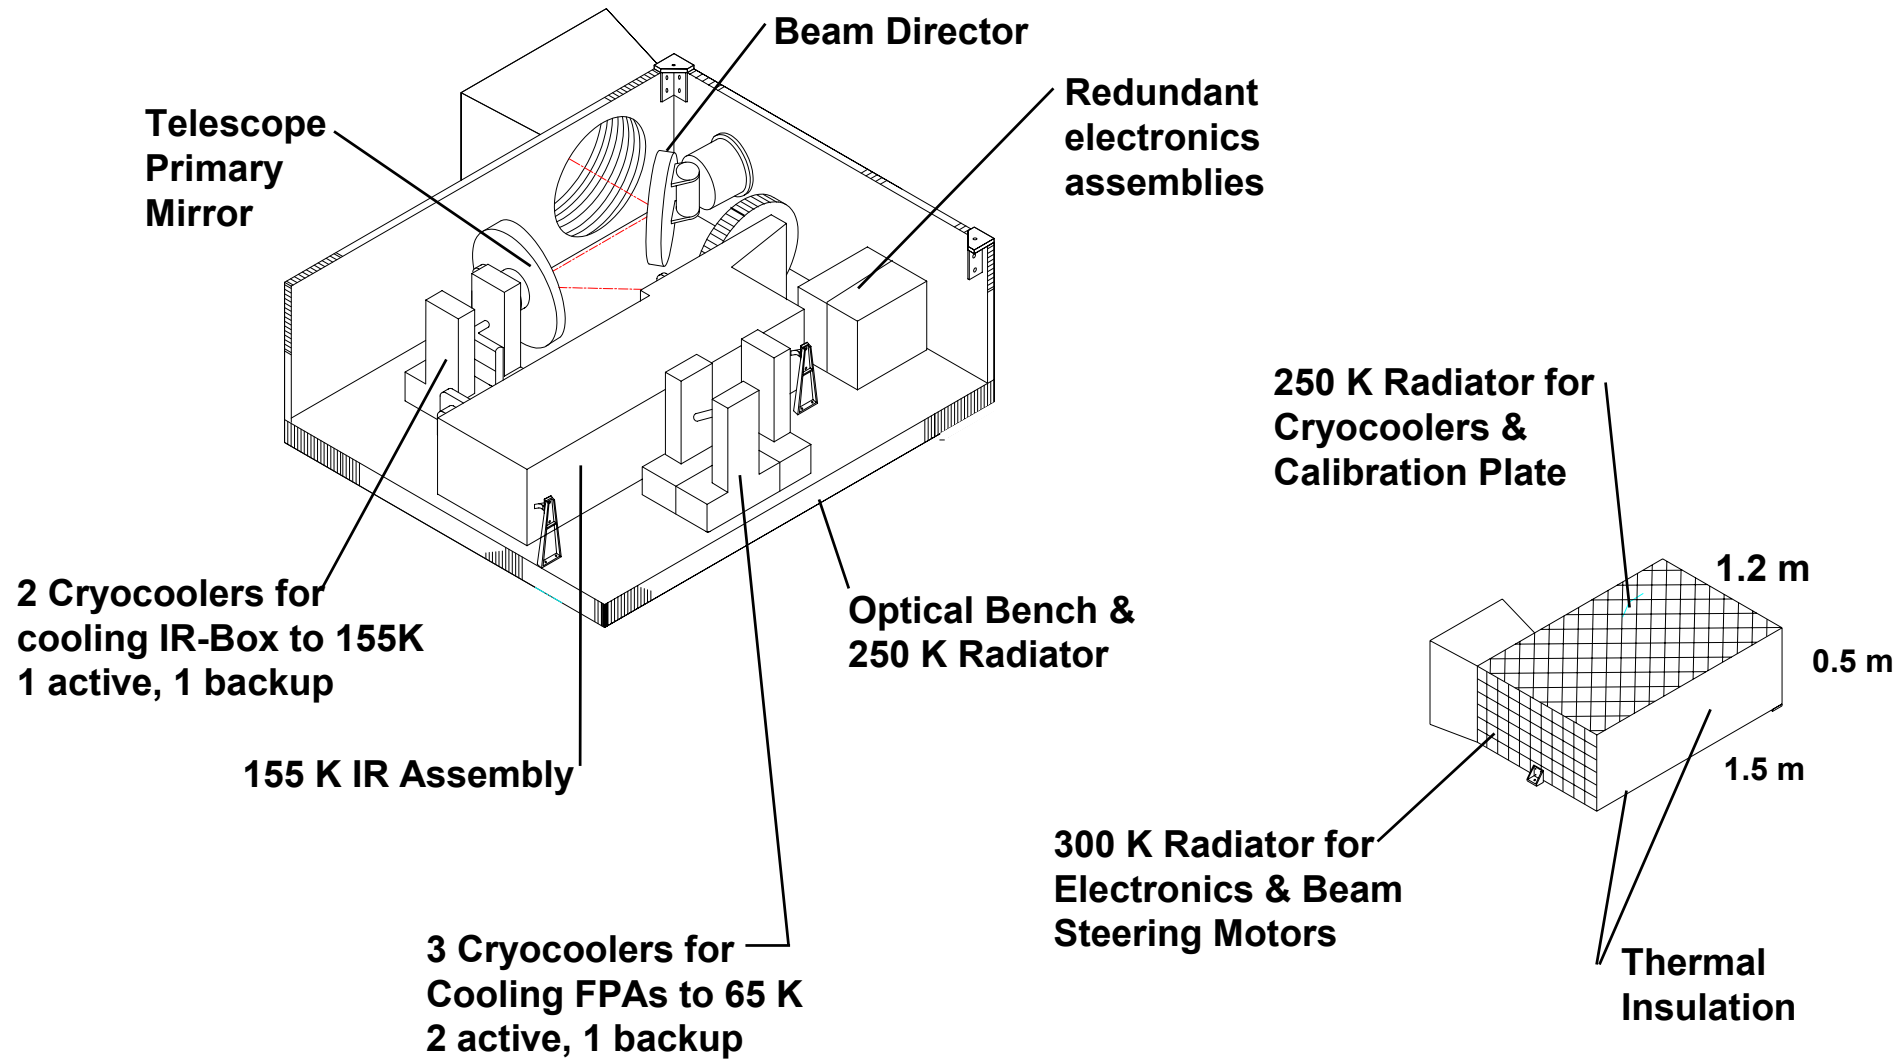 Beam Director
Redundant
electronics
assemblies
Telescope
Primary
Mirror
250 K Radiator for
Cryocoolers &
Calibration Plate
1.2 m
0.5 m
1.5 m
2 Cryocoolers for
cooling IR-Box to 155K
1 active, 1 backup
Optical Bench &
250 K Radiator
155 K IR Assembly
300 K Radiator for
Electronics & Beam
Steering Motors
3 Cryocoolers for
Cooling FPAs to 65 K
2 active, 1 backup
Thermal
Insulation